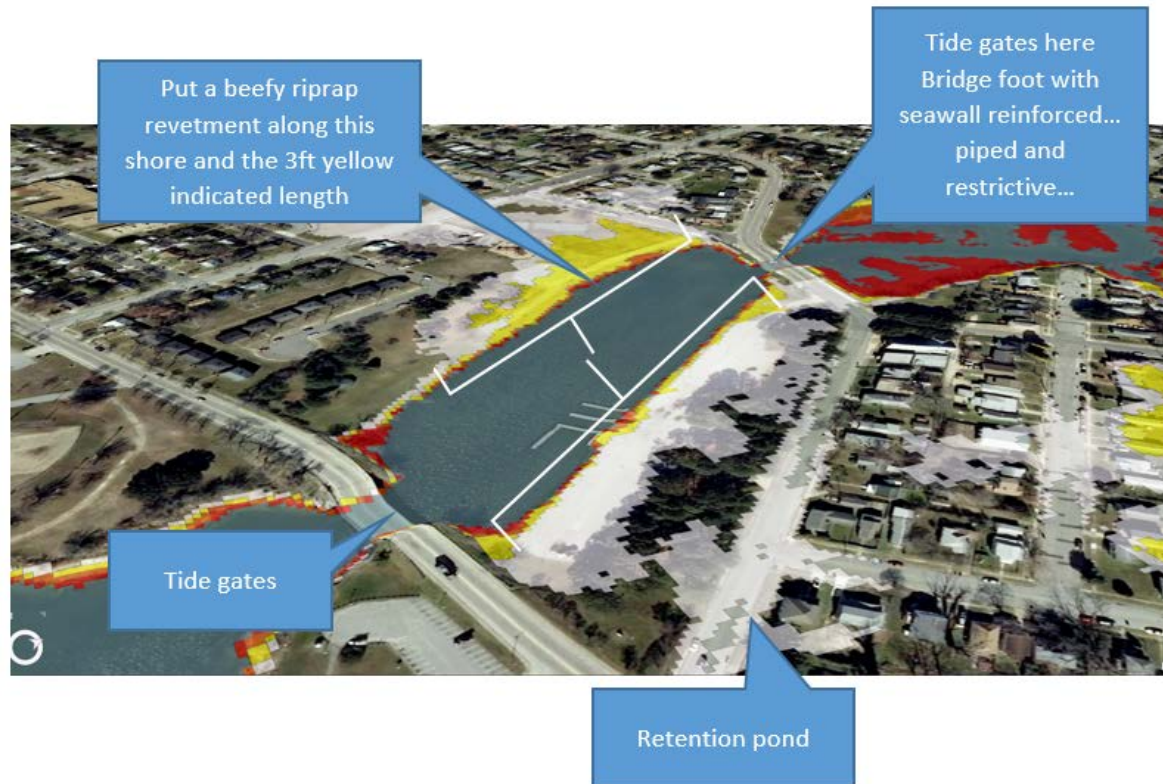 Put a beefy riprap
revetment along this
shore and the 3ft yellow
indicated length
Tide gates here
Bridge foot with
seawall reinforced…
piped and
restrictive…
Tide gates
Retention pond